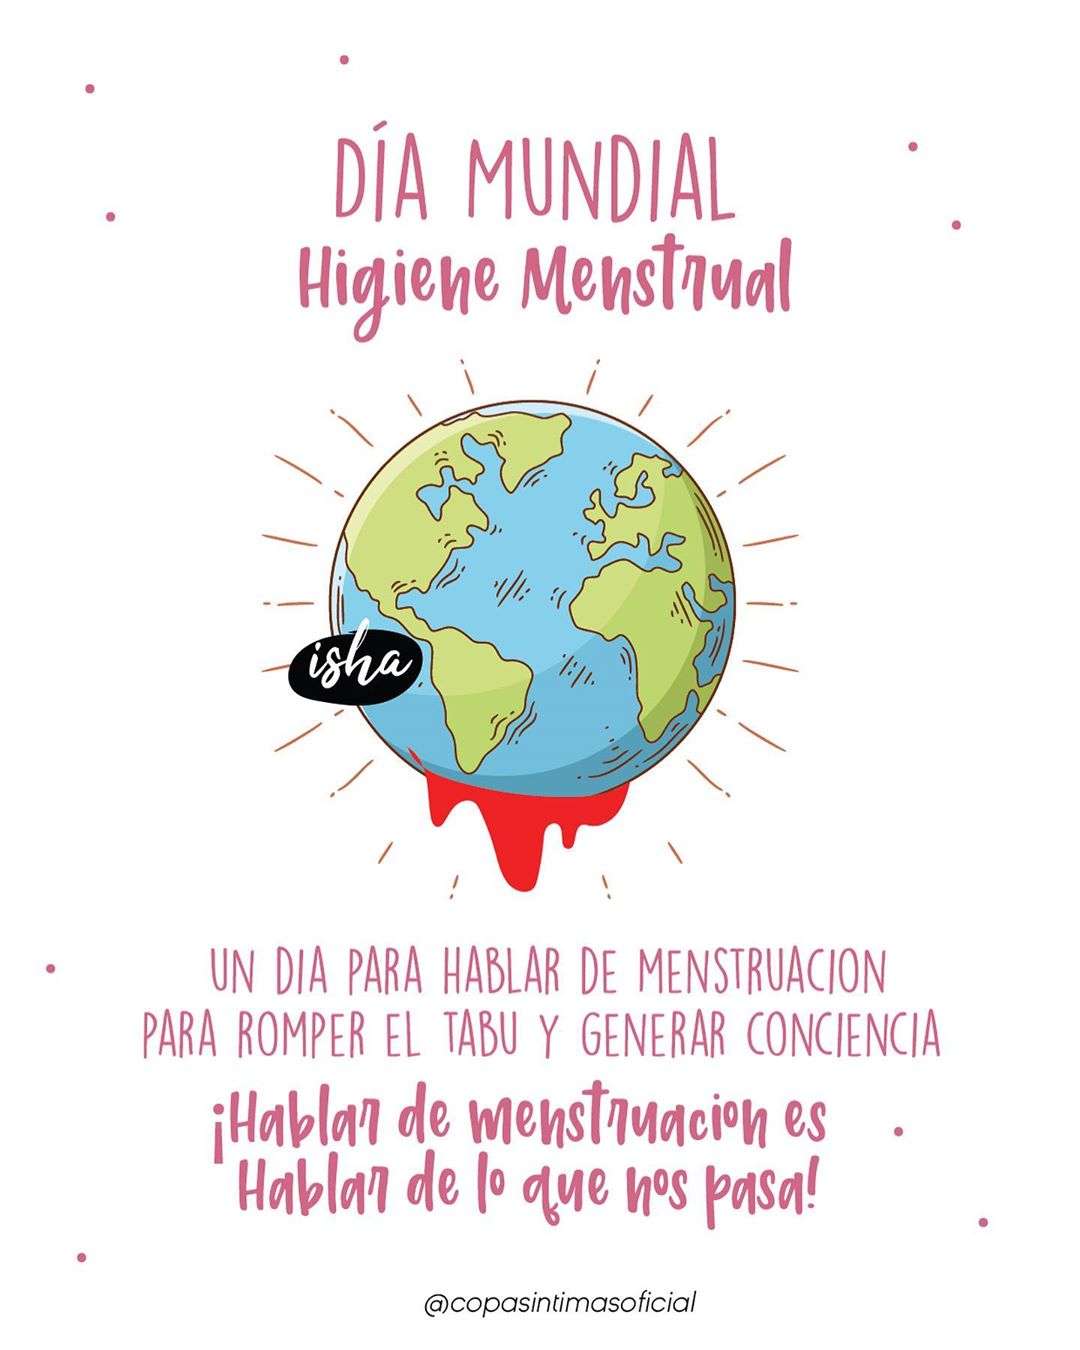 DÍA MUNDIAL
Higiene Menstrual
isha
UN DIA PARA HABLAR DE MENSTRUACION
PARA ROMPER EL TABU Y GENERAR CONCIENCIA
¡Hablar de menstruacion es
Hablar de lo que nos pasa!
@copasintimasoficial